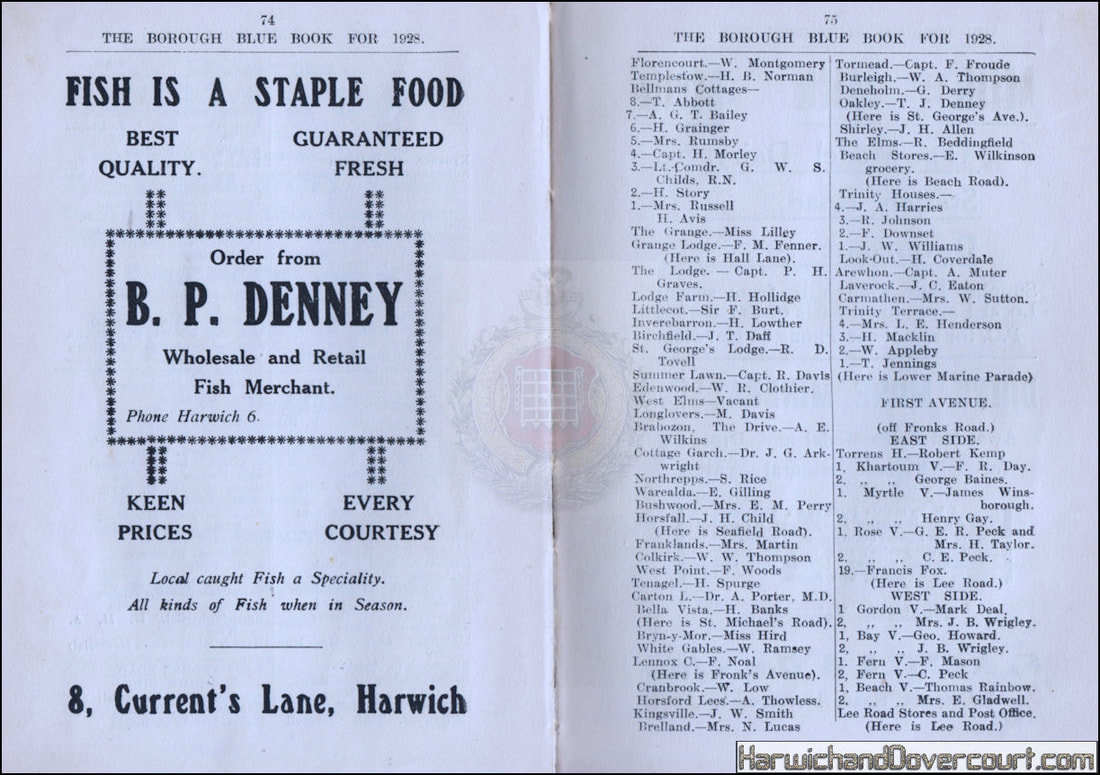 74
THE BOROUGH BLUE BOOK FOR 1928.
FISH IS A STAPLE FOOD
BEST GUARANTEED
QUALITY. FRESH
Order from
B. P. DENNEY
Wholesale and Retail
Fish Merchant.
Phone Harwich 6.
KEEN EVERY
PRICES COURTESY
Local caught Fish a Speciality.
All kinds of Fish when in Season.
8, Current's Lane, Harwich
75
THE BOROUGH BLUE BOOK FOR 1928.
Florencourt.—W. Montgomery
Templestow.—H. B. Norman
Bellmans Cottages—
8.—T. Abbott
7.—A. G. T. Bailey
6.—H. Grainger
5.—Mrs. Rumsby
4.—Capt. H. Morley
3.—Lt.-Comdr. G. W. S.
Childs, R.N.
2.—H. Story
1.—Mrs. Russell
H. Avis
The Grange.—Miss Lilley
Grange Lodge.—F. M. Fenner.
(Here is Hall Lane).
The Lodge. — Capt. P. H.
Graves.
Lodge Farm.—H. Hollidge
Littlecot.—Sir F. Burt.
Inverebarron.—H. Lowther
Birchfield.—J. T. Daff
St. George's Lodge.—R. D.
Tovell
Summer Lawn.—Capt. R. Davis
Edenwood.—W. R. Clothier.
West Elms—Vacant
Longlovers.—M. Davis
Brabozon, The Drive.—A. E.
Wilkins
Cottage Garch.—Dr. J. G. Ark-
wright
Northrepps.—S. Rice
Warealda.—E. Gilling
Bushwood.—Mrs. E. M. Perry
Horsfall.—J. H. Child
(Here is Seafield Road).
Franklands.—Mrs. Martin
Colkirk.—W. W. Thompson
West Point.—F. Woods
Tenagel.—H. Spurge
Carton L.—Dr. A. Porter, M.D.
Bella Vista.—H. Banks
(Here is St. Michael's Road).
Bryn-y-Mor.—Miss Hird
White Gables.—W. Ramsey
Lennox C.—F. Noal
(Here is Fronk's Avenue).
Cranbrook.—W. Low
Horsford Lees.—A. Thowless.
Kingsville.—J. W. Smith
Brelland.—Mrs. N. Lucas
Tormead.—Capt. F. Froude
Burleigh.—W. A. Thompson
Deneholm.—G. Derry
Oakley.—T. J. Denney
(Here is St. George's Ave.).
Shirley.—J. H. Allen
The Elms.—R. Beddingfield
Beach Stores.—E. Wilkinson
grocery.
(Here is Beach Road).
Trinity Houses.—
4.—J. A. Harries
3.—R. Johnson
2.—F. Downset
1.—J. W. Williams
Look-Out.—H. Coverdale
Arewhon.—Capt. A. Muter
Laverock.—J. C. Eaton
Carmathen.—Mrs. W. Sutton.
Trinity Terrace.—
4.—Mrs. L. E. Henderson
3.—H. Macklin
2.—W. Appleby
1.—T. Jennings
(Here is Lower Marine Parade)
FIRST AVENUE.
(off Fronks Road.)
EAST SIDE.
Torrens H.—Robert Kemp
1, Khartoum V.—F. R. Day.
2, ,, ,, George Baines.
1. Myrtle V.—James Wins-
borough.
2, ,, ,, Henry Gay.
1, Rose V.—G. E. R. Peck and
Mrs. H. Taylor.
2, ,, ,, C. E. Peck.
19.—Francis Fox.
(Here is Lee Road.)
WEST SIDE.
1 Gordon V.—Mark Deal.
2, ,, ,, Mrs. J. B. Wrigley.
1, Bay V.—Geo. Howard.
2, ,, ,, J. B. Wrigley.
1. Fern V.—F. Mason
2, Fern V.—C. Peck
1, Beach V.—Thomas Rainbow.
2, ,, ,, Mrs. E. Gladwell.
Lee Road Stores and Post Office.
(Here is Lee Road.)
HarwichandDovercourt.com